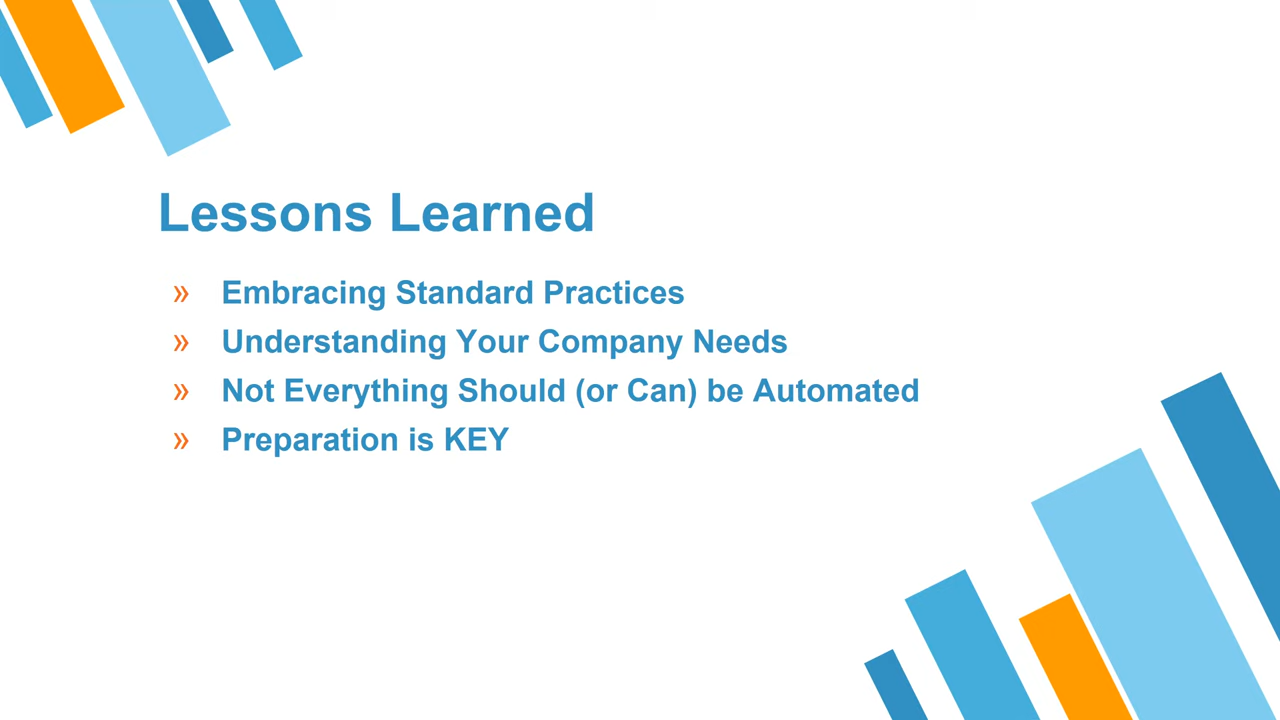 Lessons Learned
» Embracing Standard Practices
» Understanding Your Company Needs
» Not Everything Should (or Can) be Automated
» Preparation is KEY